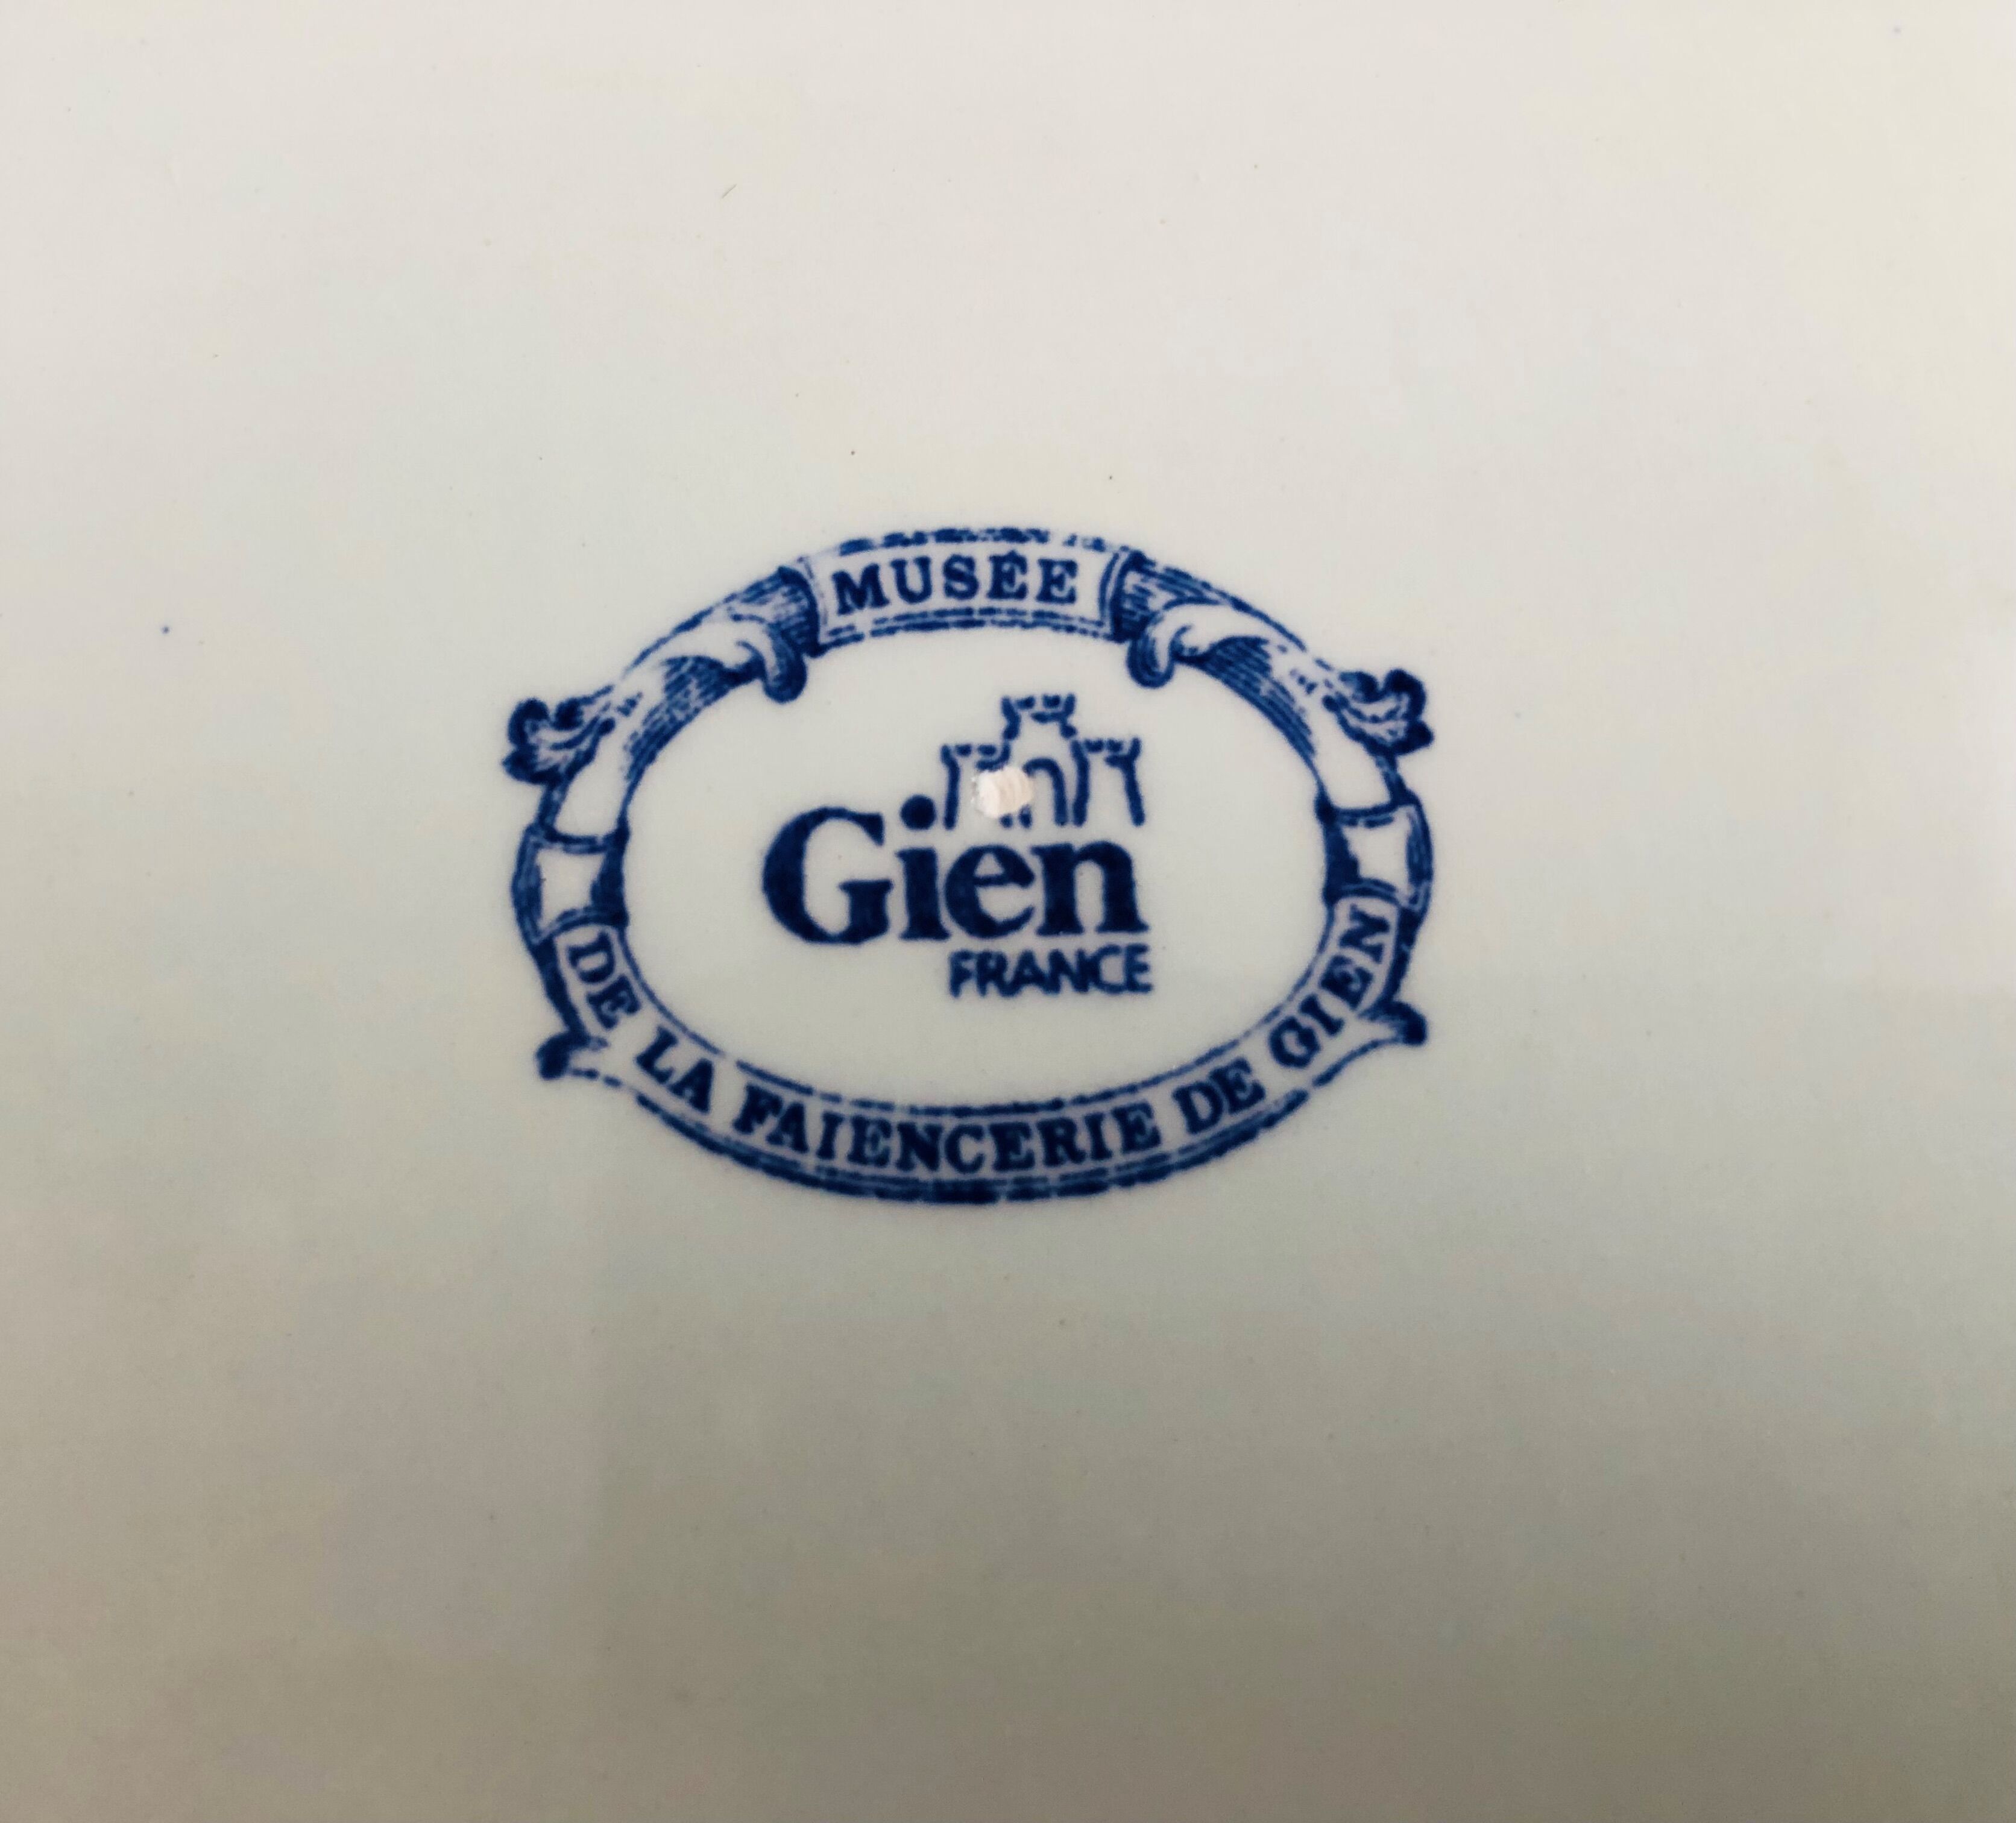 MUSÉE
Gien
FRANCE
DE LA FAIENCERIE DE GIEN